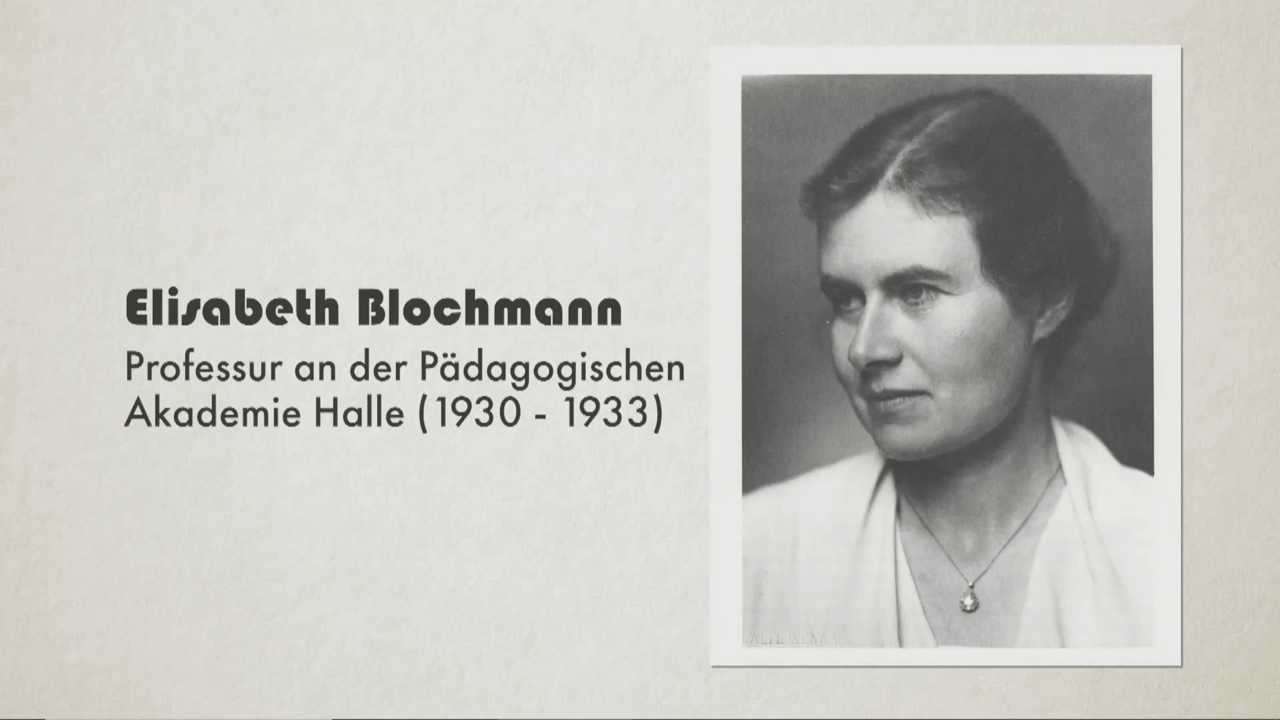 Elisabeth Blochmann
Professur an der Pädagogischen
Akademie Halle (1930 - 1933)